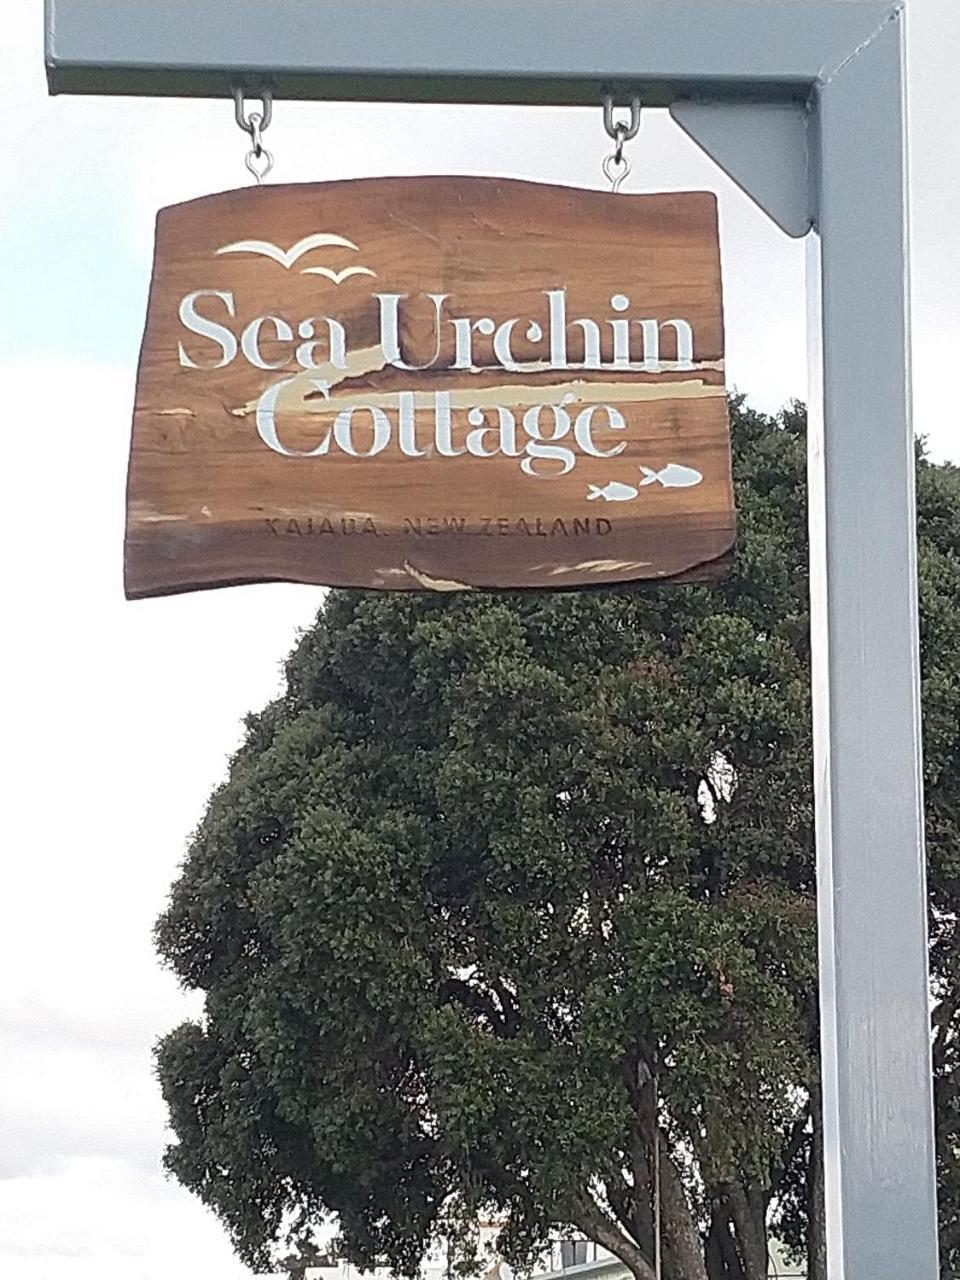 Sea Urchin
Cottage
KAIAUA, NEW ZEALAND